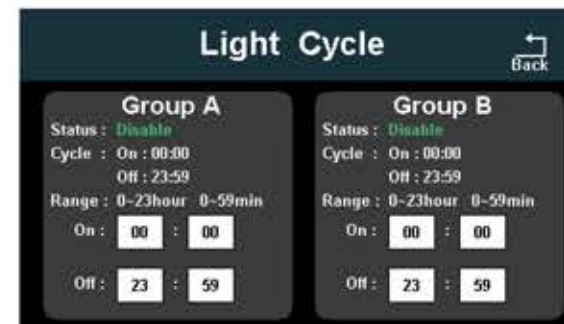 Light Cycle
Back
Group A
Status : Disable
Cycle : On : 00:00
Off : 23:59
Range : 0~23hour 0~59min
On : 00 : 00
Off : 23 : 59
Group B
Status : Disable
Cycle : On : 00:00
Off : 23:59
Range : 0~23hour 0~59min
On : 00 : 00
Off : 23 : 59